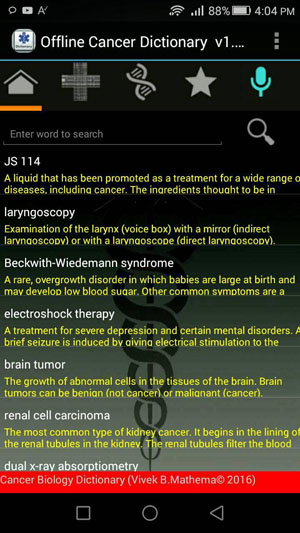 88% 4:04 PM
Offline Cancer Dictionary v1....
Enter word to search
JS 114
A liquid that has been promoted as a treatment for a wide range o
diseases, including cancer. The ingredients thought to be in
laryngoscopy
Examination of the larynx (voice box) with a mirror (indirect
laryngoscopy) or with a laryngoscope (direct laryngoscopy).
Beckwith-Wiedemann syndrome
A rare, overgrowth disorder in which babies are large at birth and
may develop low blood sugar. Other common symptoms are a
electroshock therapy
A treatment for severe depression and certain mental disorders. A
brief seizure is induced by giving electrical stimulation to the
brain tumor
The growth of abnormal cells in the tissues of the brain. Brain
tumors can be benign (not cancer) or malignant (cancer).
renal cell carcinoma
The most common type of kidney cancer. It begins in the lining of
the renal tubules in the kidney. The renal tubules filter the blood
dual x-ray absorptiometry
Cancer Biology Dictionary (Vivek B.Mathema© 2016)